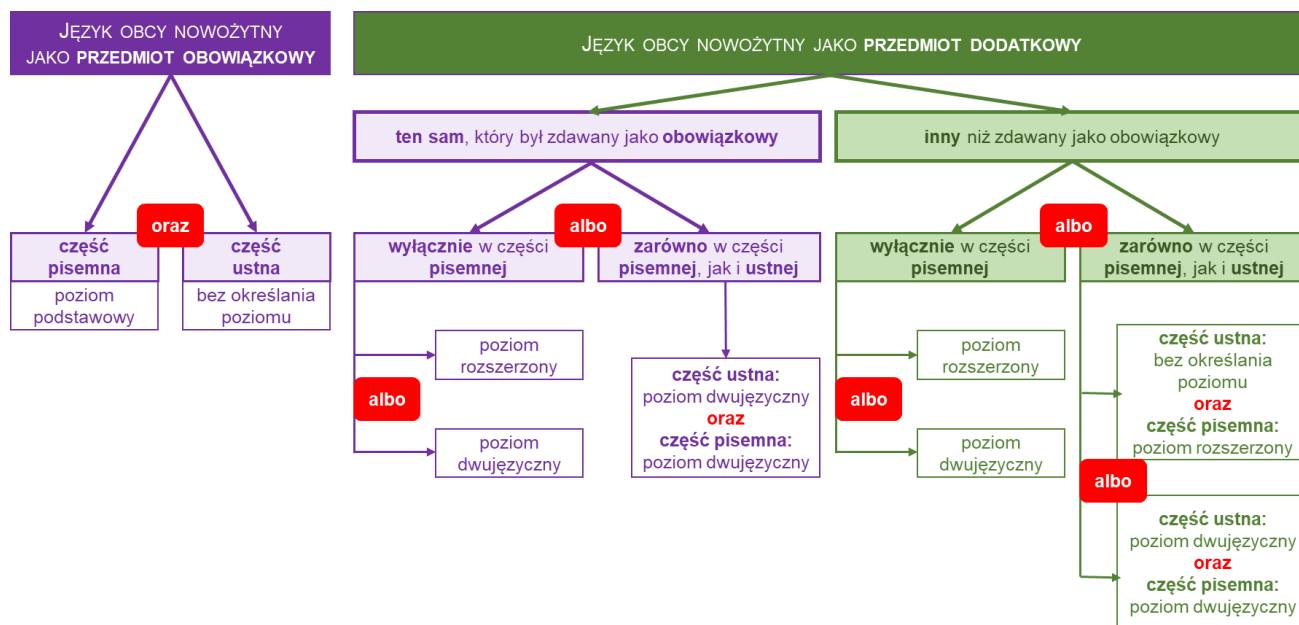 JĘZYK OBCY NOWOŻYTNY
JAKO PRZEDMIOT OBOWIĄZKOWY
JĘZYK OBCY NOWOŻYTNY JAKO PRZEDMIOT DODATKOWY
ten sam, który był zdawany jako obowiązkowy
inny niż zdawany jako obowiązkowy
oraz
część
pisemna
poziom
podstawowy
część
ustna
bez określania
poziomu
albo
wyłącznie w części
pisemnej
zarówno w części
pisemnej, jak i ustnej
poziom
rozszerzony
albo
poziom
dwujęzyczny
część ustna:
poziom dwujęzyczny
oraz
część pisemna:
poziom dwujęzyczny
albo
wyłącznie w części
pisemnej
zarówno w części
pisemnej, jak i ustnej
poziom
rozszerzony
albo
poziom
dwujęzyczny
część ustna:
bez określania
poziomu
oraz
część pisemna:
poziom rozszerzony
albo
część ustna:
poziom dwujęzyczny
oraz
część pisemna:
poziom dwujęzyczny